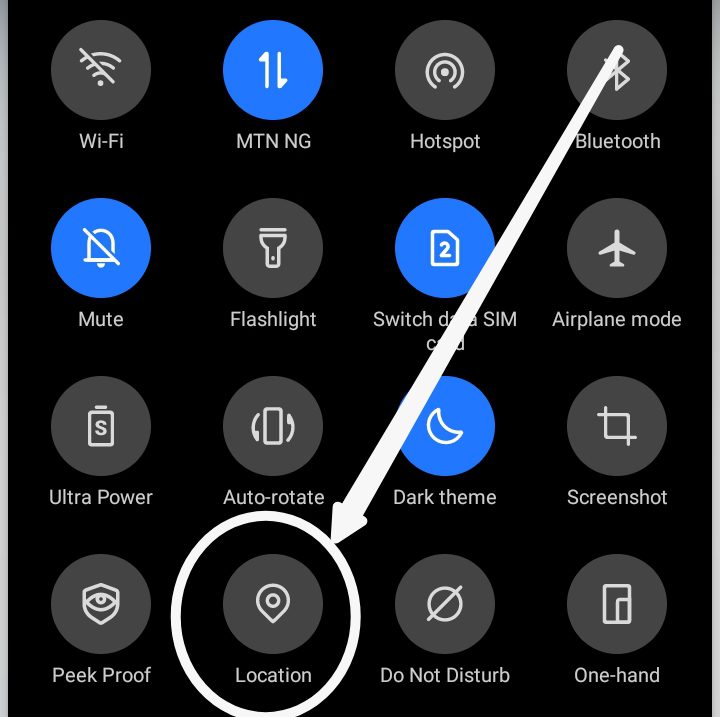 Wi-Fi MTN NG Hotspot Bluetooth
2
Mute Flashlight Switch data SIM Airplane mode
card
S
Ultra Power Auto-rotate Dark theme Screenshot
Peek Proof Location Do Not Disturb One-hand